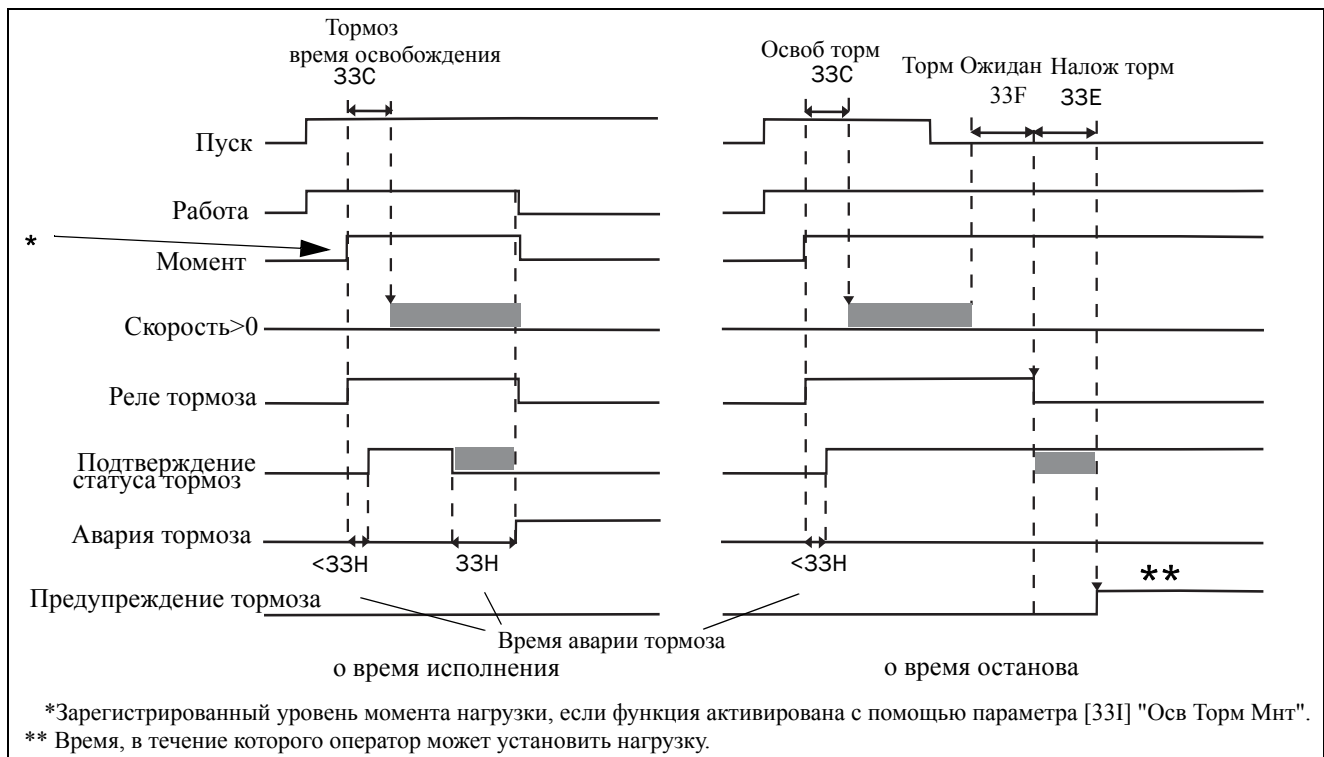 Тормоз
время освобождения
33C
Освоб торм
33C
Торм Ожидан
33F
Налож торм
33E
Пуск
Работа
*
Момент
Скорость>0
Реле тормоза
Подтверждение
статуса тормоз
Авария тормоза
<33H
33H
<33H
**
Предупреждение тормоза
Время аварии тормоза
о время исполнения
о время останова
*Зарегистрированный уровень момента нагрузки, если функция активирована с помощью параметра [33I] "Осв Торм Мнт".
** Время, в течение которого оператор может установить нагрузку.